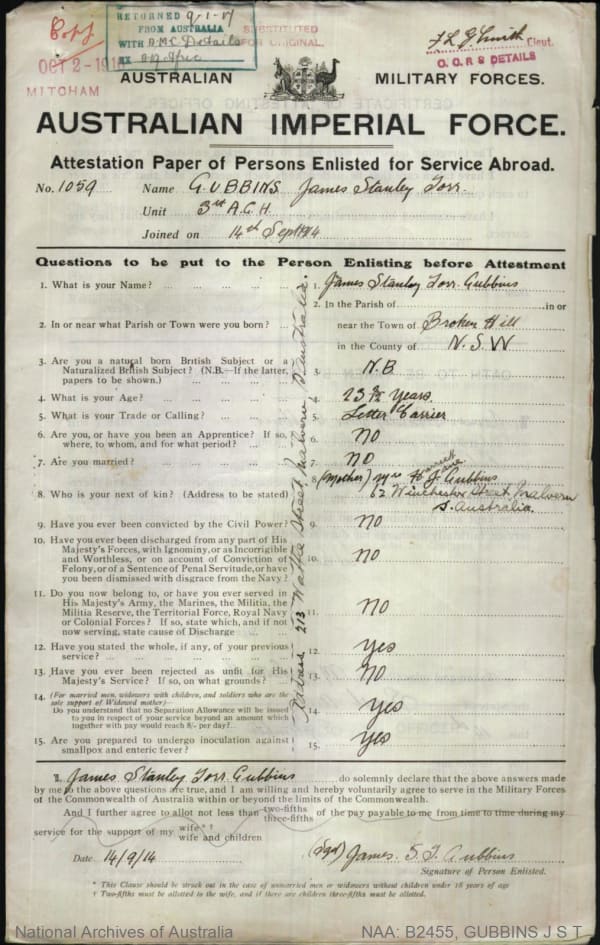 Copy
RETURNED 9-1-17
FROM AUSTRALIA
WITH A.M.C Details
SUBSTITUTED
FOR ORIGINAL.
Lieut.
O. C. R S DETAILS
OCT 2-191
MITCHAM
AUSTRALIAN MILITARY FORCES.
AUSTRALIAN IMPERIAL FORCE.
Attestation Paper of Persons Enlisted for Service Abroad.
No. 1059 Name GUBBINS James Stanley Torr.
Unit 3rd A.G.H.
Joined on 14th Sept 1914
Questions to be put to the Person Enlisting before Attestment
1. What is your Name? 1. James Stanley Torr Gubbins
2. In or near what Parish or Town were you born? 2. In the Parish of in or
near the Town of Broken Hill
in the County of N.S.W
3. Are you a natural born British Subject or a
Naturalized British Subject? (N.B.—If the latter,
papers to be shown.) 3. N.B
4. What is your Age? 4. 23 Years.
5. What is your Trade or Calling? 5. Letter Carrier
6. Are you, or have you been an Apprentice? If so,
where, to whom, and for what period? 6. NO
7. Are you married? 7. NO
8. Who is your next of kin? (Address to be stated) 8. (Mother) Mrs H J Gubbins
62 Winchester Street, Malvern
S. Australia.
9. Have you ever been convicted by the Civil Power? 9. NO
10. Have you ever been discharged from any part of His
Majesty's Forces, with Ignominy, or as Incorrigible
and Worthless, or on account of Conviction of
Felony, or of a Sentence of Penal Servitude, or have
you been dismissed with disgrace from the Navy? 10. NO
11. Do you now belong to, or have you ever served in
His Majesty's Army, the Marines, the Militia, the
Militia Reserve, the Territorial Force, Royal Navy
or Colonial Forces? If so, state which, and if not
now serving, state cause of Discharge 11. NO
12. Have you stated the whole, if any, of your previous
service? 12. Yes
13. Have you ever been rejected as unfit for His
Majesty's Service? If so, on what grounds? 13. NO
14. (For married men, widowers with children, and soldiers who are the
sole support of Widowed mother)—
Do you understand that no Separation Allowance will be issued
to you in respect of your service beyond an amount which
together with pay would reach 8/- per day? 14. Yes
15. Are you prepared to undergo inoculation against
smallpox and enteric fever? 15. Yes
213 Wattle Street Malvern S Australia.
I, James Stanley Torr Gubbins do solemnly declare that the above answers made
by me to the above questions are true, and I am willing and hereby voluntarily agree to serve in the Military Forces
of the Commonwealth of Australia within or beyond the limits of the Commonwealth.
And I further agree to allot not less than two-fifths
three-fifths of the pay payable to me from time to time during my
service for the support of my wife* †
wife and children
Date 14/9/14 (Sgd) James. S. T. Gubbins
Signature of Person Enlisted.
* This Clause should be struck out in the case of unmarried men or widowers without children under 18 years of age
† Two-fifths must be allotted to the wife, and if there are children three-fifths must be allotted.
National Archives of Australia NAA: B2455, GUBBINS J S T